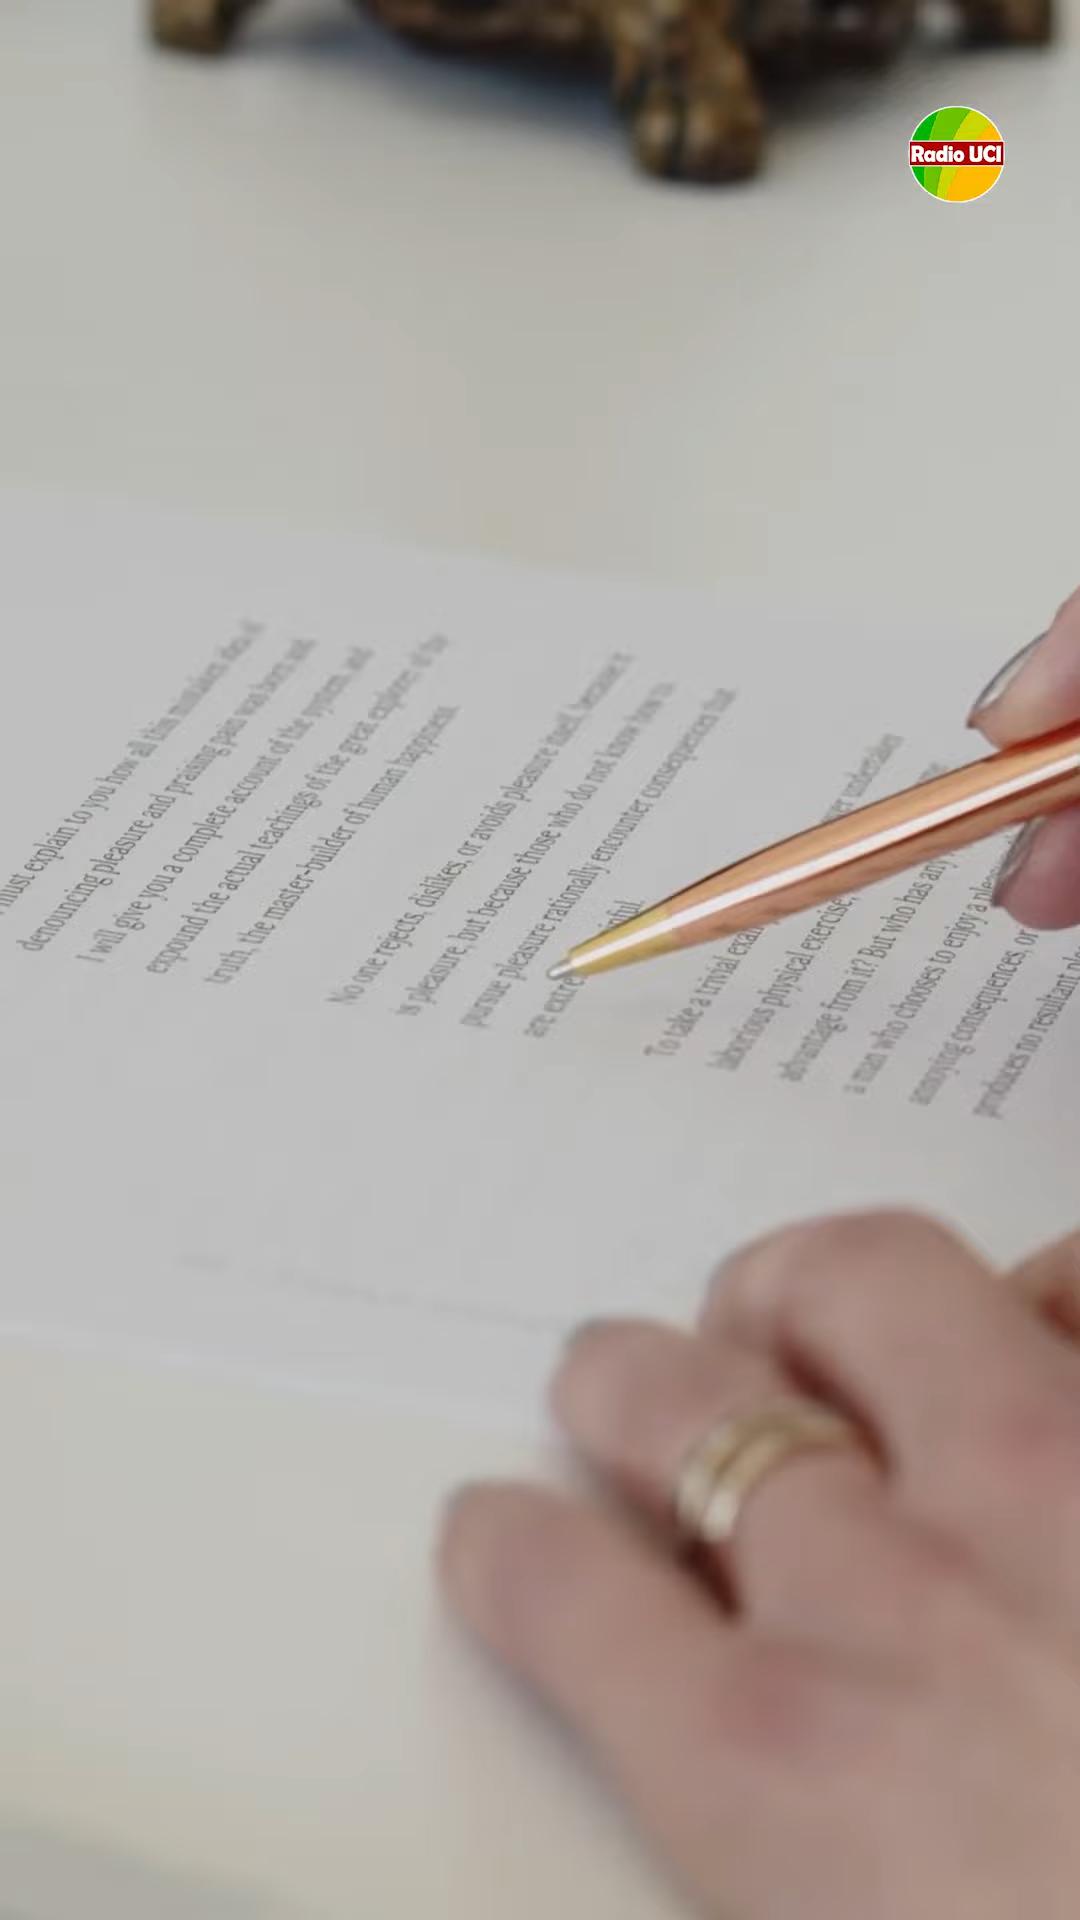 Radio UCI
must explain to you how all this mistaken idea of
denouncing pleasure and praising pain was born and
I will give you a complete account of the system, and
expound the actual teachings of the great explorer of the
truth, the master-builder of human happiness
No one rejects, dislikes, or avoids pleasure itself, because it
is pleasure, but because those who do not know how to
pursue pleasure rationally encounter consequences that
are
To take a trivial undertakes
laborious physical exercise,
advantage from it? But who has any
a man who chooses to enjoy a
annoying consequences, or
produces no resultant